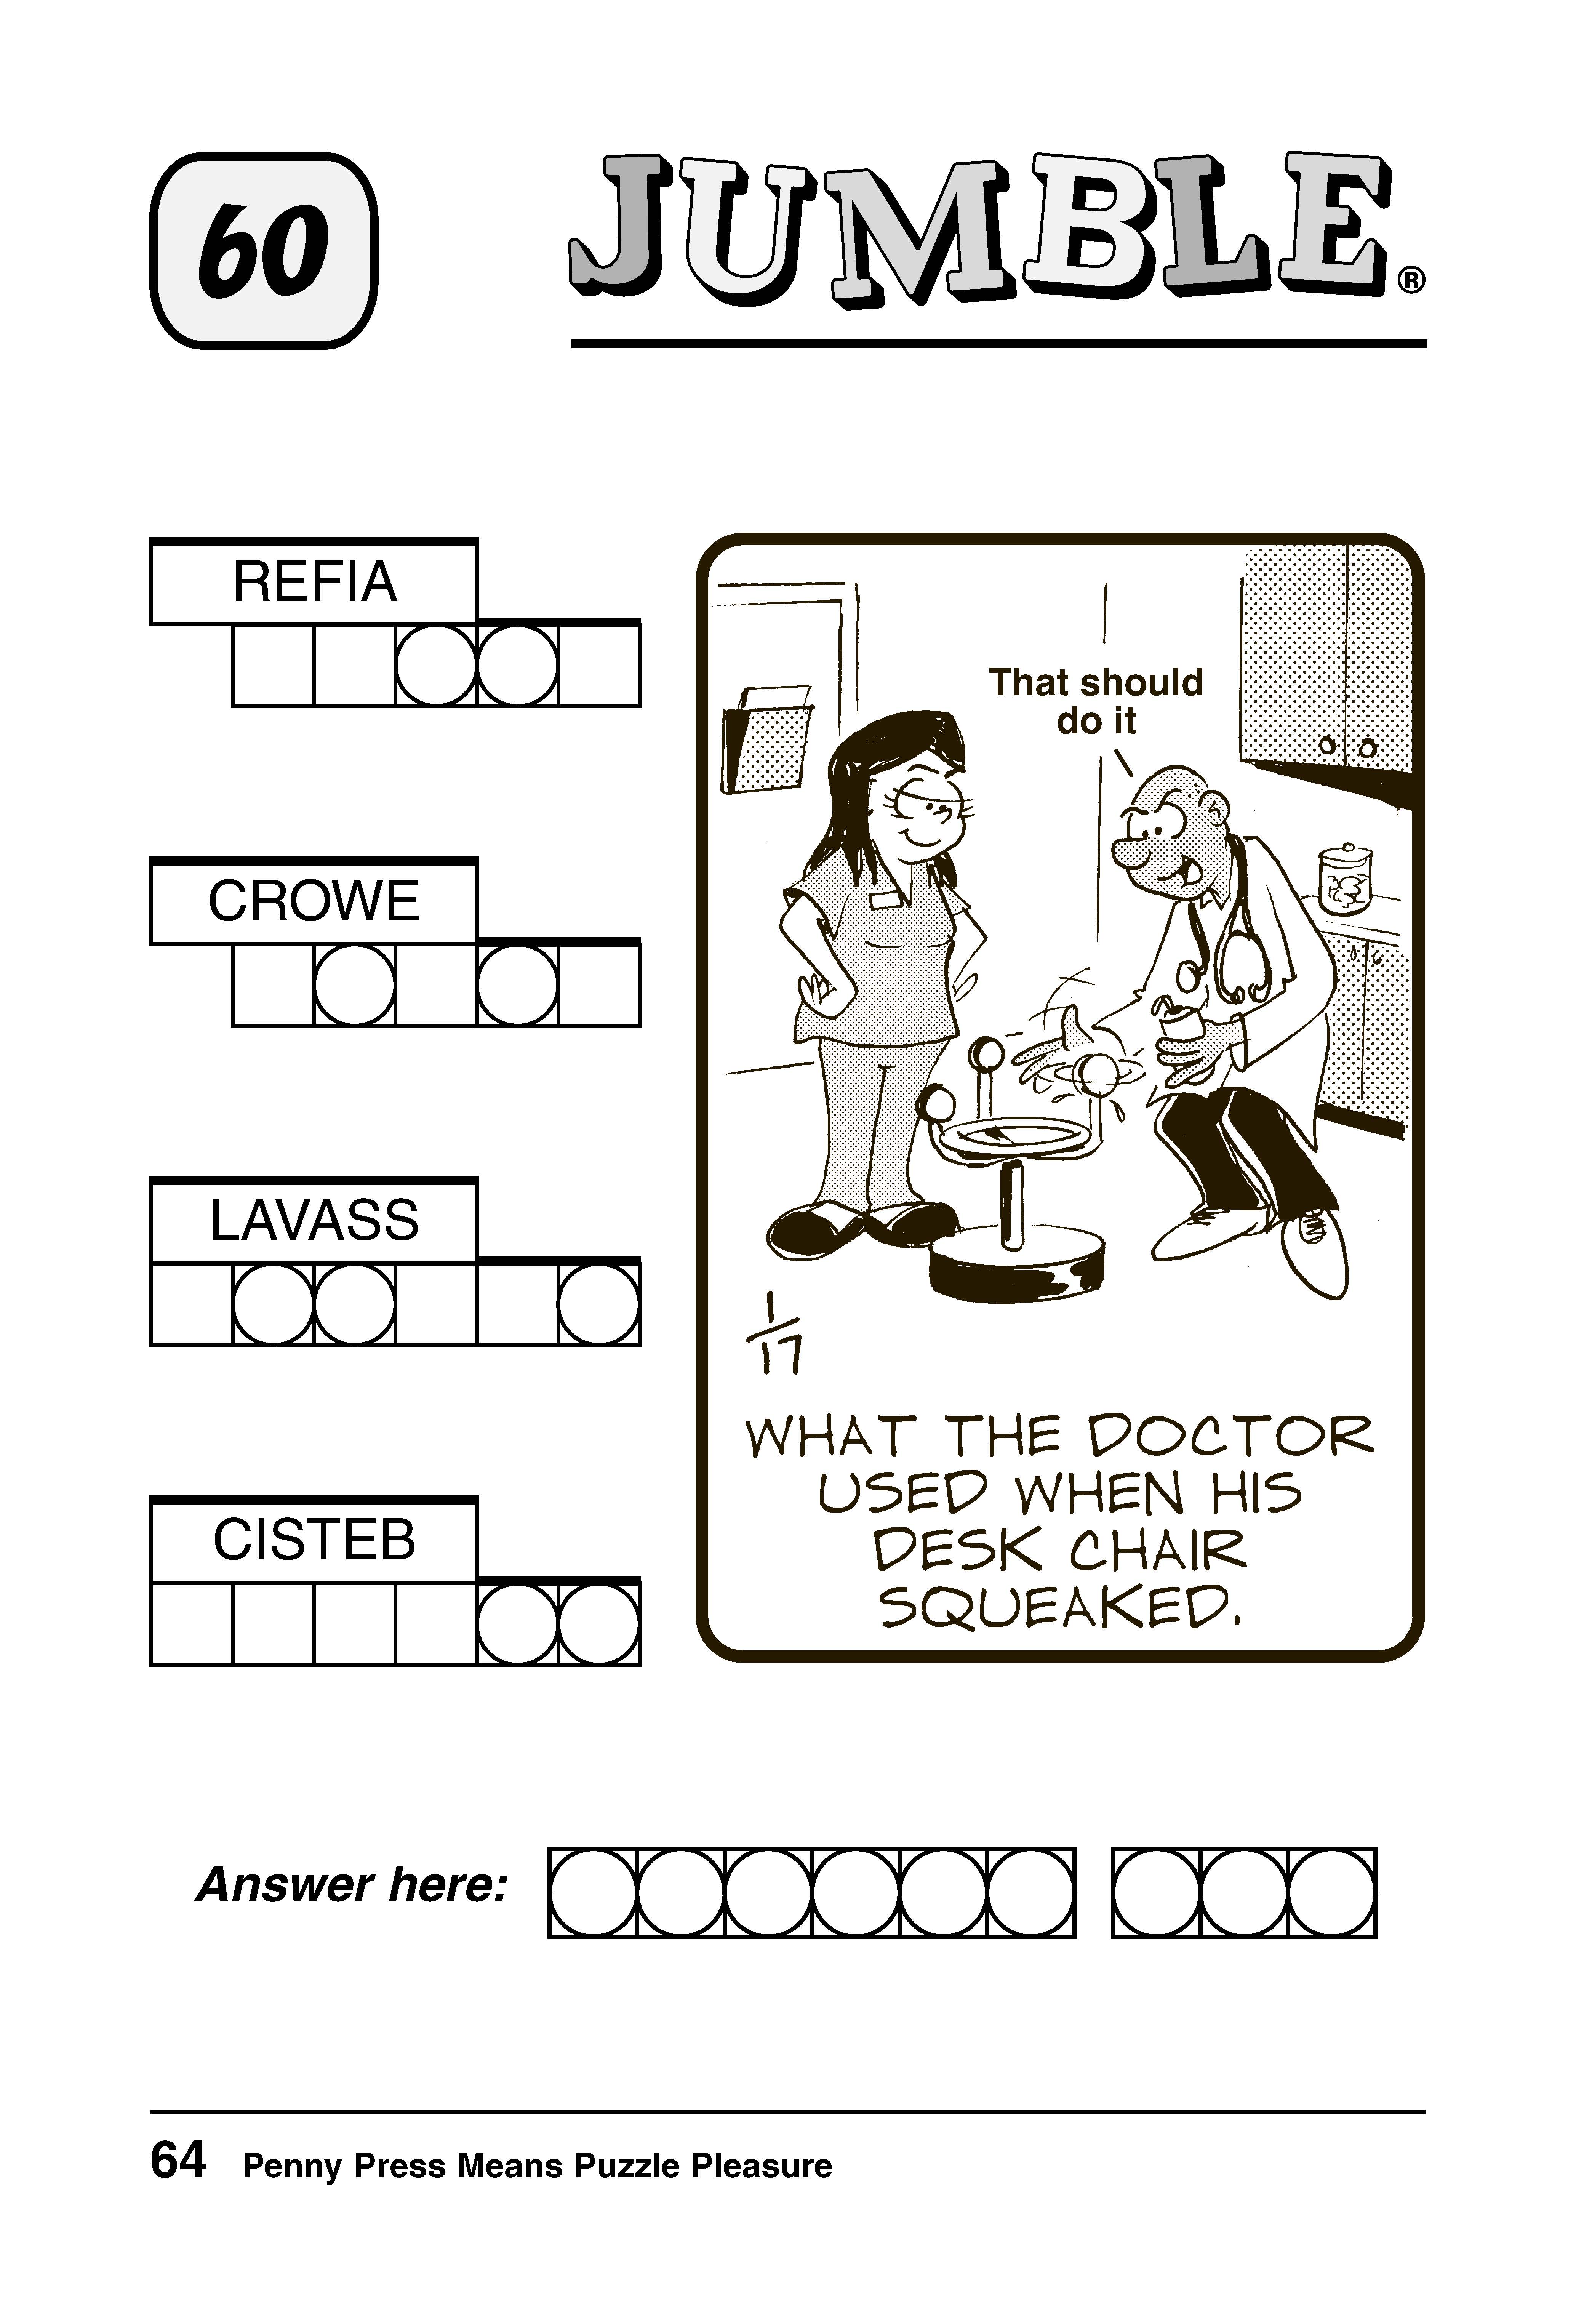 60
JUMBLE®
REFIA
CROWE
LAVASS
CISTEB
That should
do it
1/17
WHAT THE DOCTOR
USED WHEN HIS
DESK CHAIR
SQUEAKED.
Answer here:
64 Penny Press Means Puzzle Pleasure